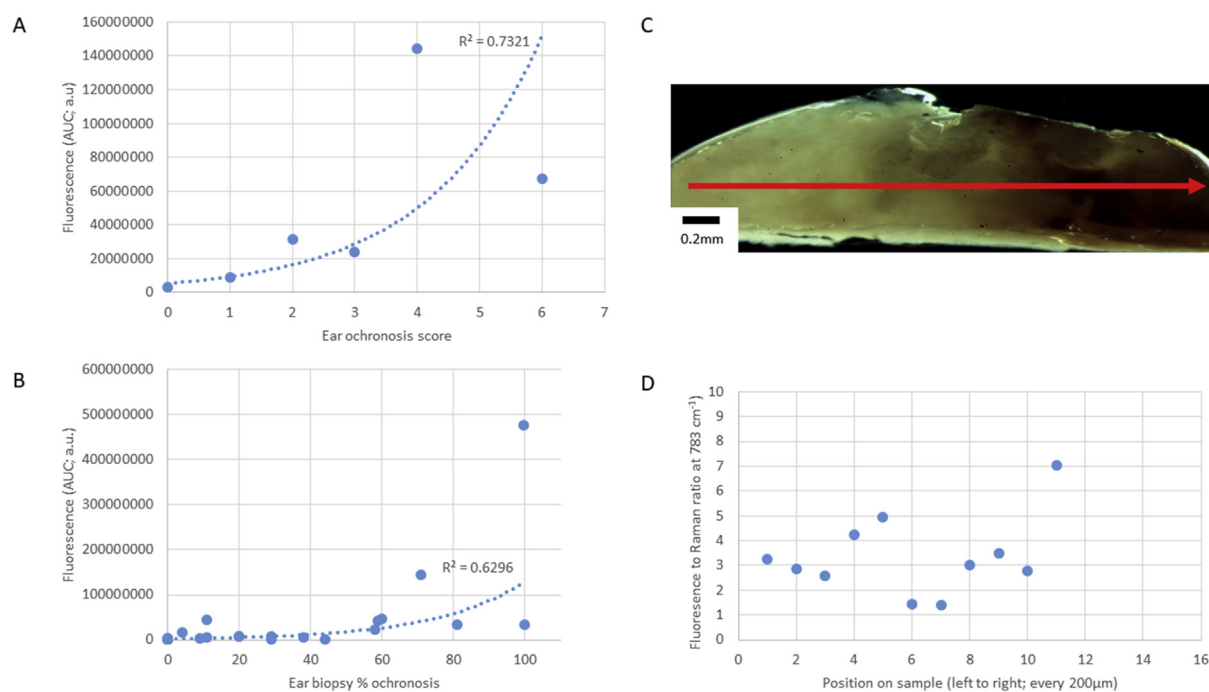 A
160000000
140000000
120000000
100000000
80000000
60000000
40000000
20000000
0
Fluorescence (AUC; a.u)
R² = 0.7321
0 1 2 3 4 5 6 7
Ear ochronosis score
B
600000000
500000000
400000000
300000000
200000000
100000000
0
Fluorescence (AUC; a.u.)
R² = 0.6296
0 20 40 60 80 100
Ear biopsy % ochronosis
C
0.2mm
D
10
9
8
7
6
5
4
3
2
1
0
Fluoresence to Raman ratio at 783 cm⁻¹
0 2 4 6 8 10 12 14 16
Position on sample (left to right; every 200µm)